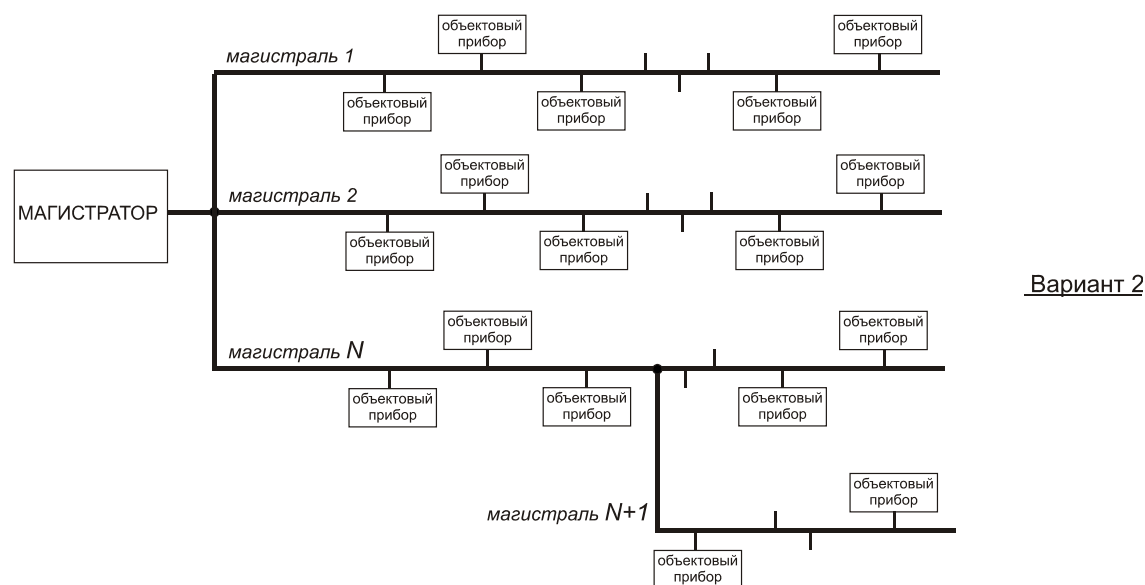 объектовый
прибор
объектовый
прибор
магистраль 1
объектовый
прибор
объектовый
прибор
объектовый
прибор
объектовый
прибор
объектовый
прибор
магистраль 2
МАГИСТРАТОР
объектовый
прибор
объектовый
прибор
объектовый
прибор
Вариант 2
объектовый
прибор
объектовый
прибор
магистраль N
объектовый
прибор
объектовый
прибор
объектовый
прибор
объектовый
прибор
магистраль N+1
объектовый
прибор